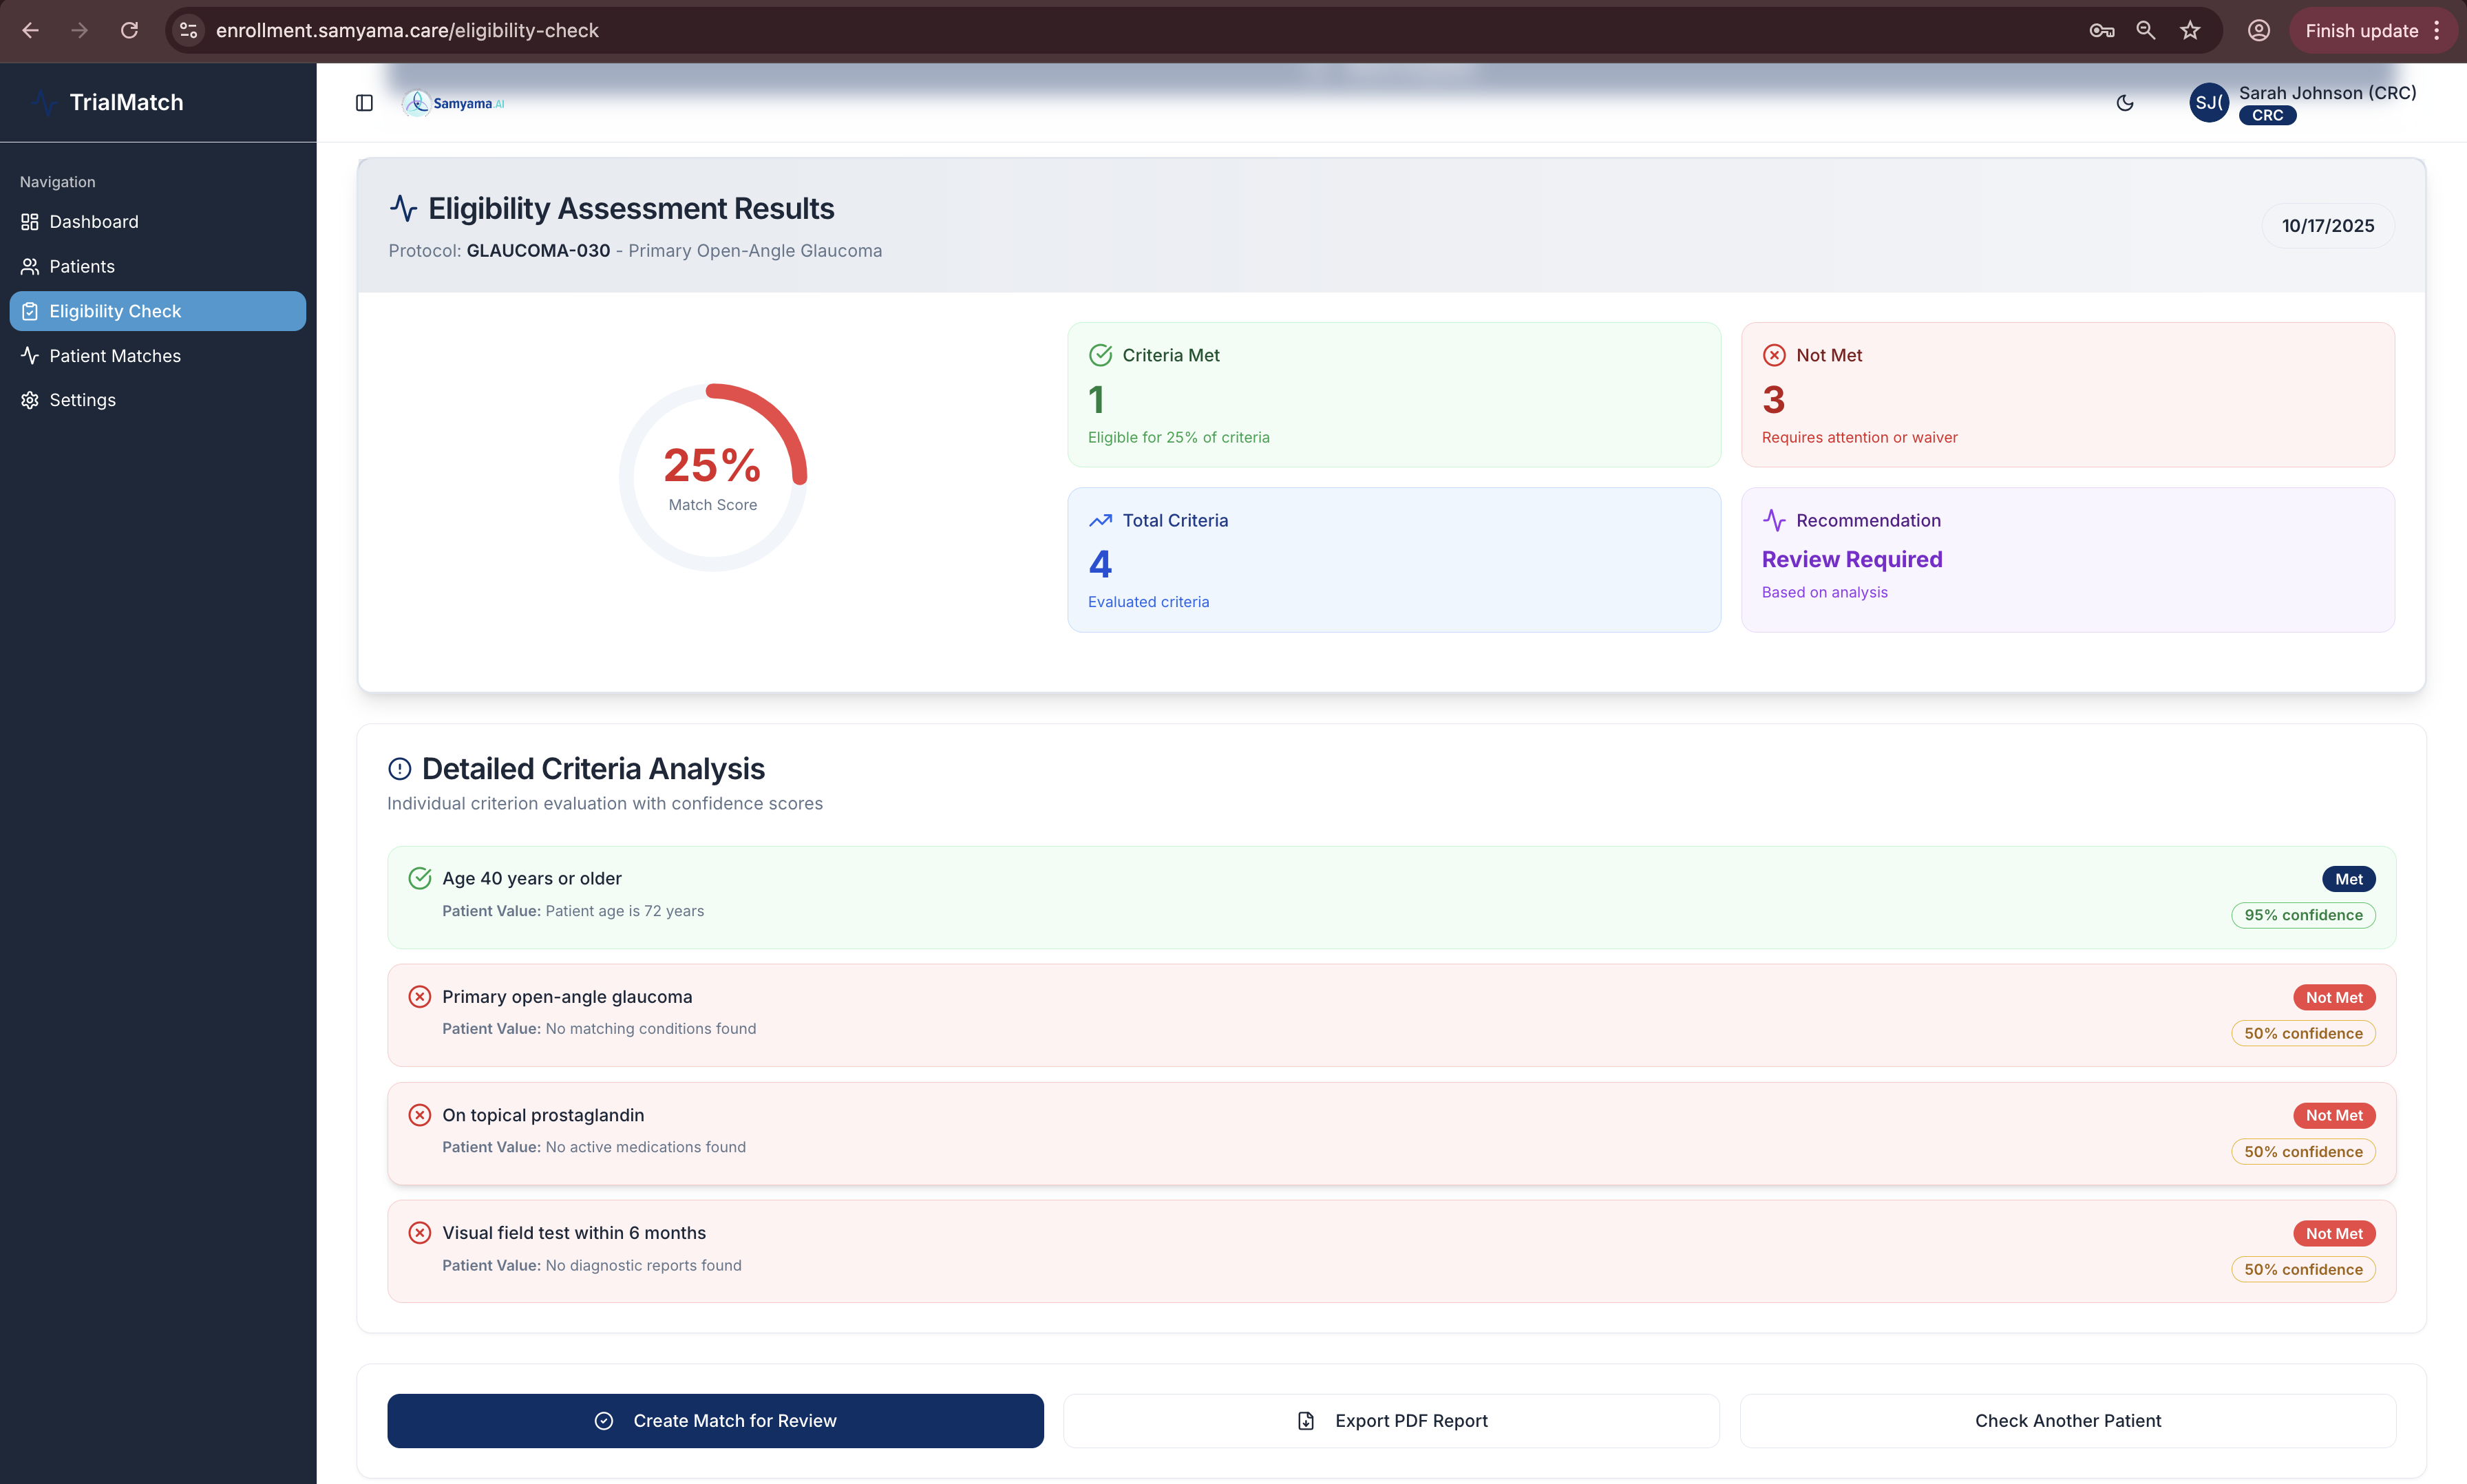 enrollment.samyama.care/eligibility-check
Finish update
TrialMatch
Samyama.AI
SJ(
Sarah Johnson (CRC)
CRC
Navigation
Dashboard
Patients
Eligibility Check
Patient Matches
Settings
Eligibility Assessment Results
Protocol: GLAUCOMA-030 - Primary Open-Angle Glaucoma
10/17/2025
25%
Match Score
Criteria Met
1
Eligible for 25% of criteria
Not Met
3
Requires attention or waiver
Total Criteria
4
Evaluated criteria
Recommendation
Review Required
Based on analysis
Detailed Criteria Analysis
Individual criterion evaluation with confidence scores
Age 40 years or older
Patient Value: Patient age is 72 years
Met
95% confidence
Primary open-angle glaucoma
Patient Value: No matching conditions found
Not Met
50% confidence
On topical prostaglandin
Patient Value: No active medications found
Not Met
50% confidence
Visual field test within 6 months
Patient Value: No diagnostic reports found
Not Met
50% confidence
Create Match for Review
Export PDF Report
Check Another Patient